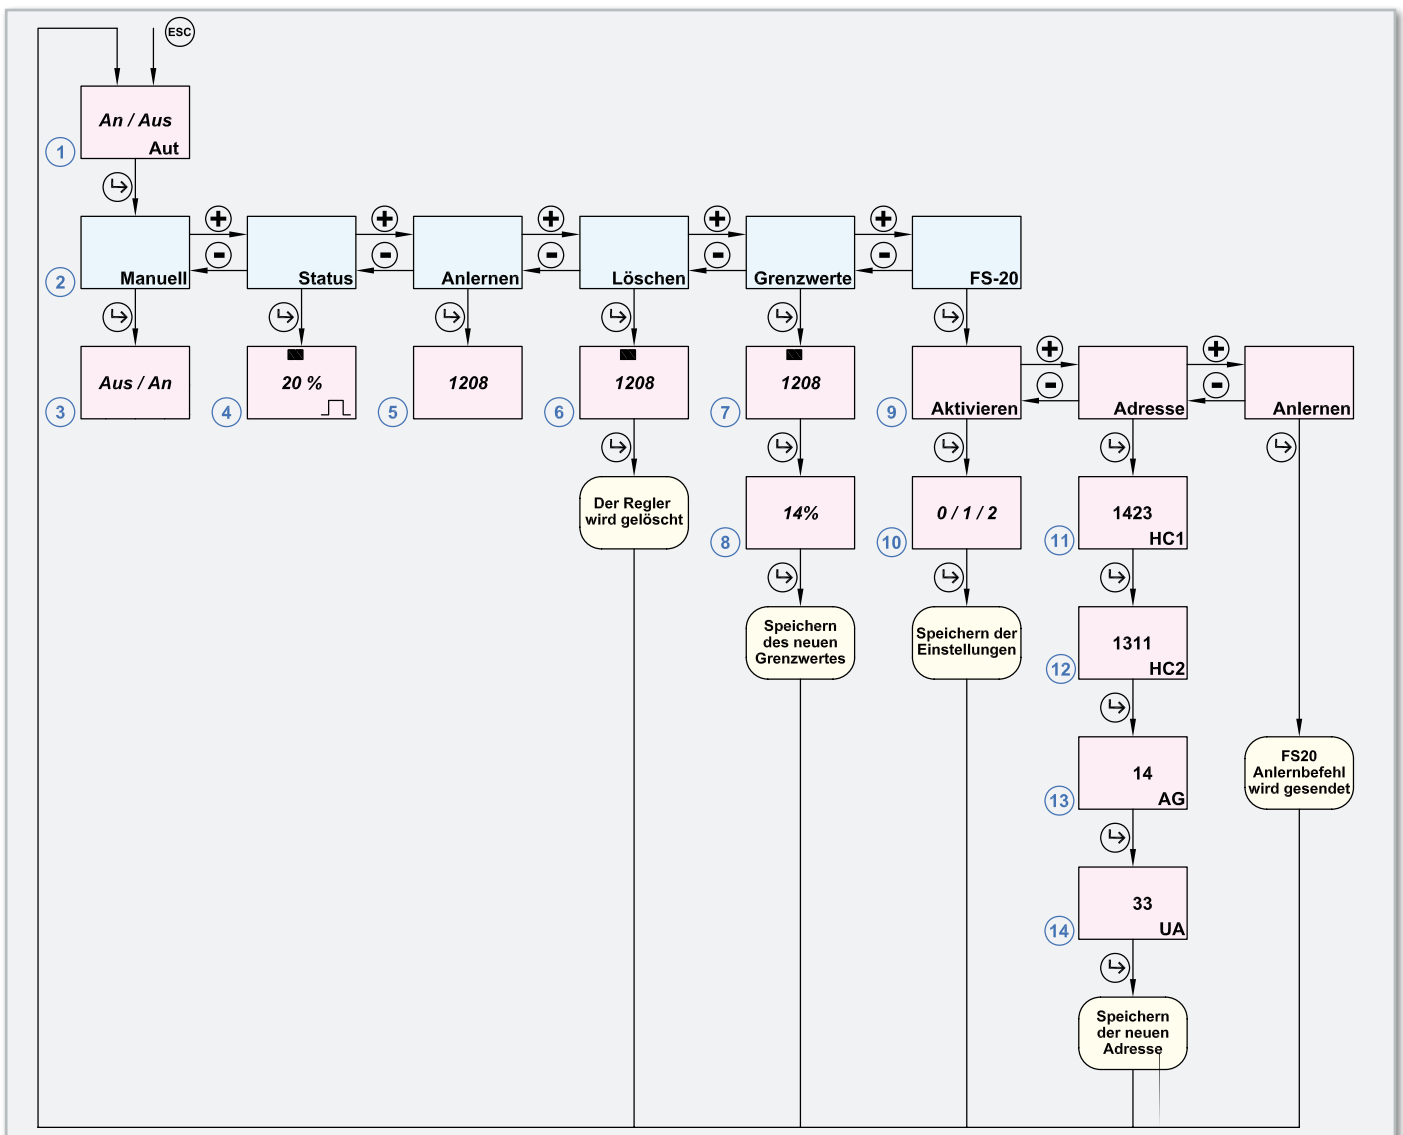 ESC
An / Aus
Aut
1
2
Manuell
Status
Anlernen
Löschen
Grenzwerte
FS-20
3
Aus / An
4
20 %
5
1208
6
1208
7
1208
9
Aktivieren
Adresse
Anlernen
Der Regler
wird gelöscht
8
14%
10
0 / 1 / 2
11
1423
HC1
Speichern
des neuen
Grenzwertes
Speichern der
Einstellungen
12
1311
HC2
13
14
AG
FS20
Anlernbefehl
wird gesendet
14
33
UA
Speichern
der neuen
Adresse